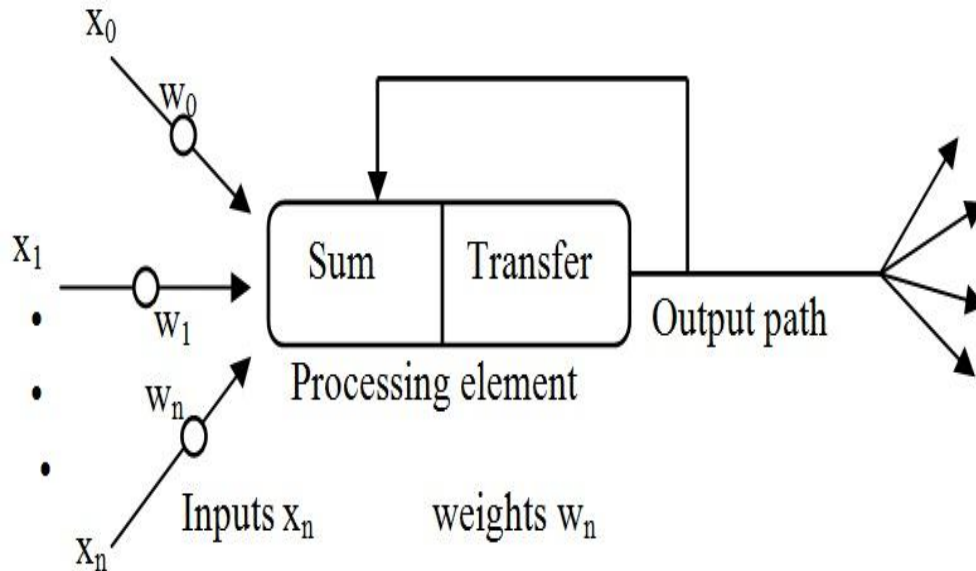 x₀
w₀
x₁
w₁
Sum
Transfer
Output path
Processing element
wₙ
Inputs xₙ
weights wₙ
xₙ